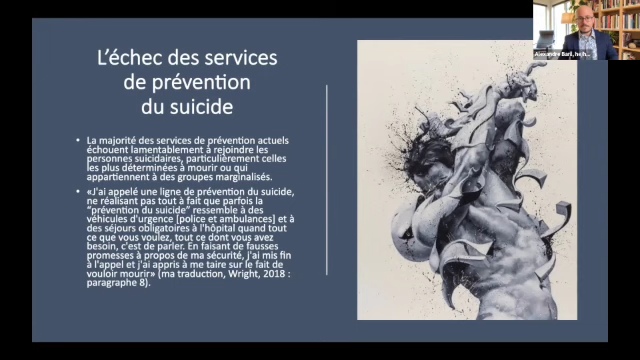 L'échec des services
de prévention
du suicide
• La majorité des services de prévention actuels
échouent lamentablement à rejoindre les
personnes suicidaires, particulièrement celles
les plus déterminées à mourir ou qui
appartiennent à des groupes marginalisés.
• «J'ai appelé une ligne de prévention du suicide,
ne réalisant pas tout à fait que parfois la
"prévention du suicide" ressemble à des
véhicules d'urgence [police et ambulances] et à
des séjours obligatoires à l'hôpital quand tout
ce que vous voulez, tout ce dont vous avez
besoin, c'est de parler. En faisant de fausses
promesses à propos de ma sécurité, j'ai mis fin
à l'appel et j'ai appris à me taire sur le fait de
vouloir mourir» (ma traduction, Wright, 2018 :
paragraphe 8).
Alexandre Baril, he/h...